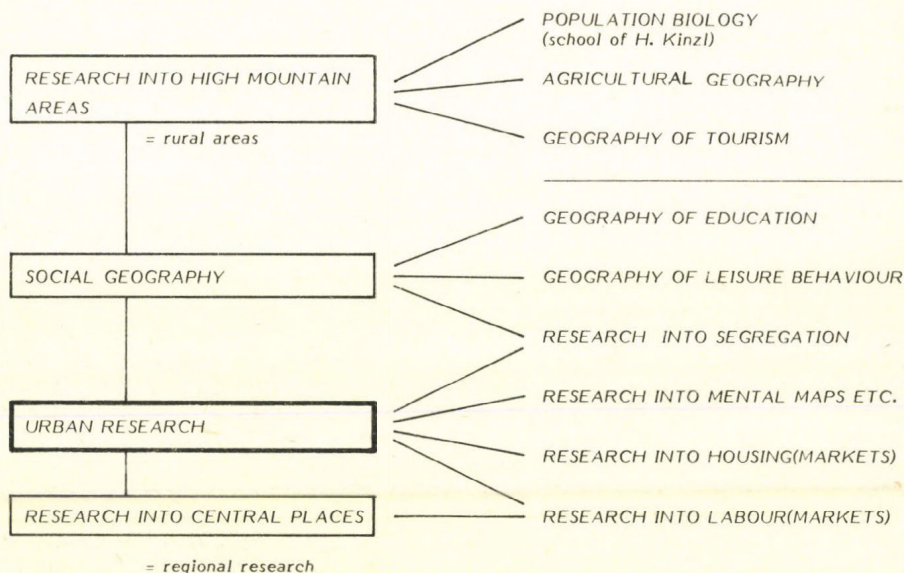 POPULATION BIOLOGY
(school of H. Kinzl)
RESEARCH INTO HIGH MOUNTAIN
AREAS
AGRICULTURAL GEOGRAPHY
= rural areas
GEOGRAPHY OF TOURISM
GEOGRAPHY OF EDUCATION
SOCIAL GEOGRAPHY
GEOGRAPHY OF LEISURE BEHAVIOUR
RESEARCH INTO SEGREGATION
RESEARCH INTO MENTAL MAPS ETC.
URBAN RESEARCH
RESEARCH INTO HOUSING(MARKETS)
RESEARCH INTO CENTRAL PLACES
RESEARCH INTO LABOUR(MARKETS)
= regional research